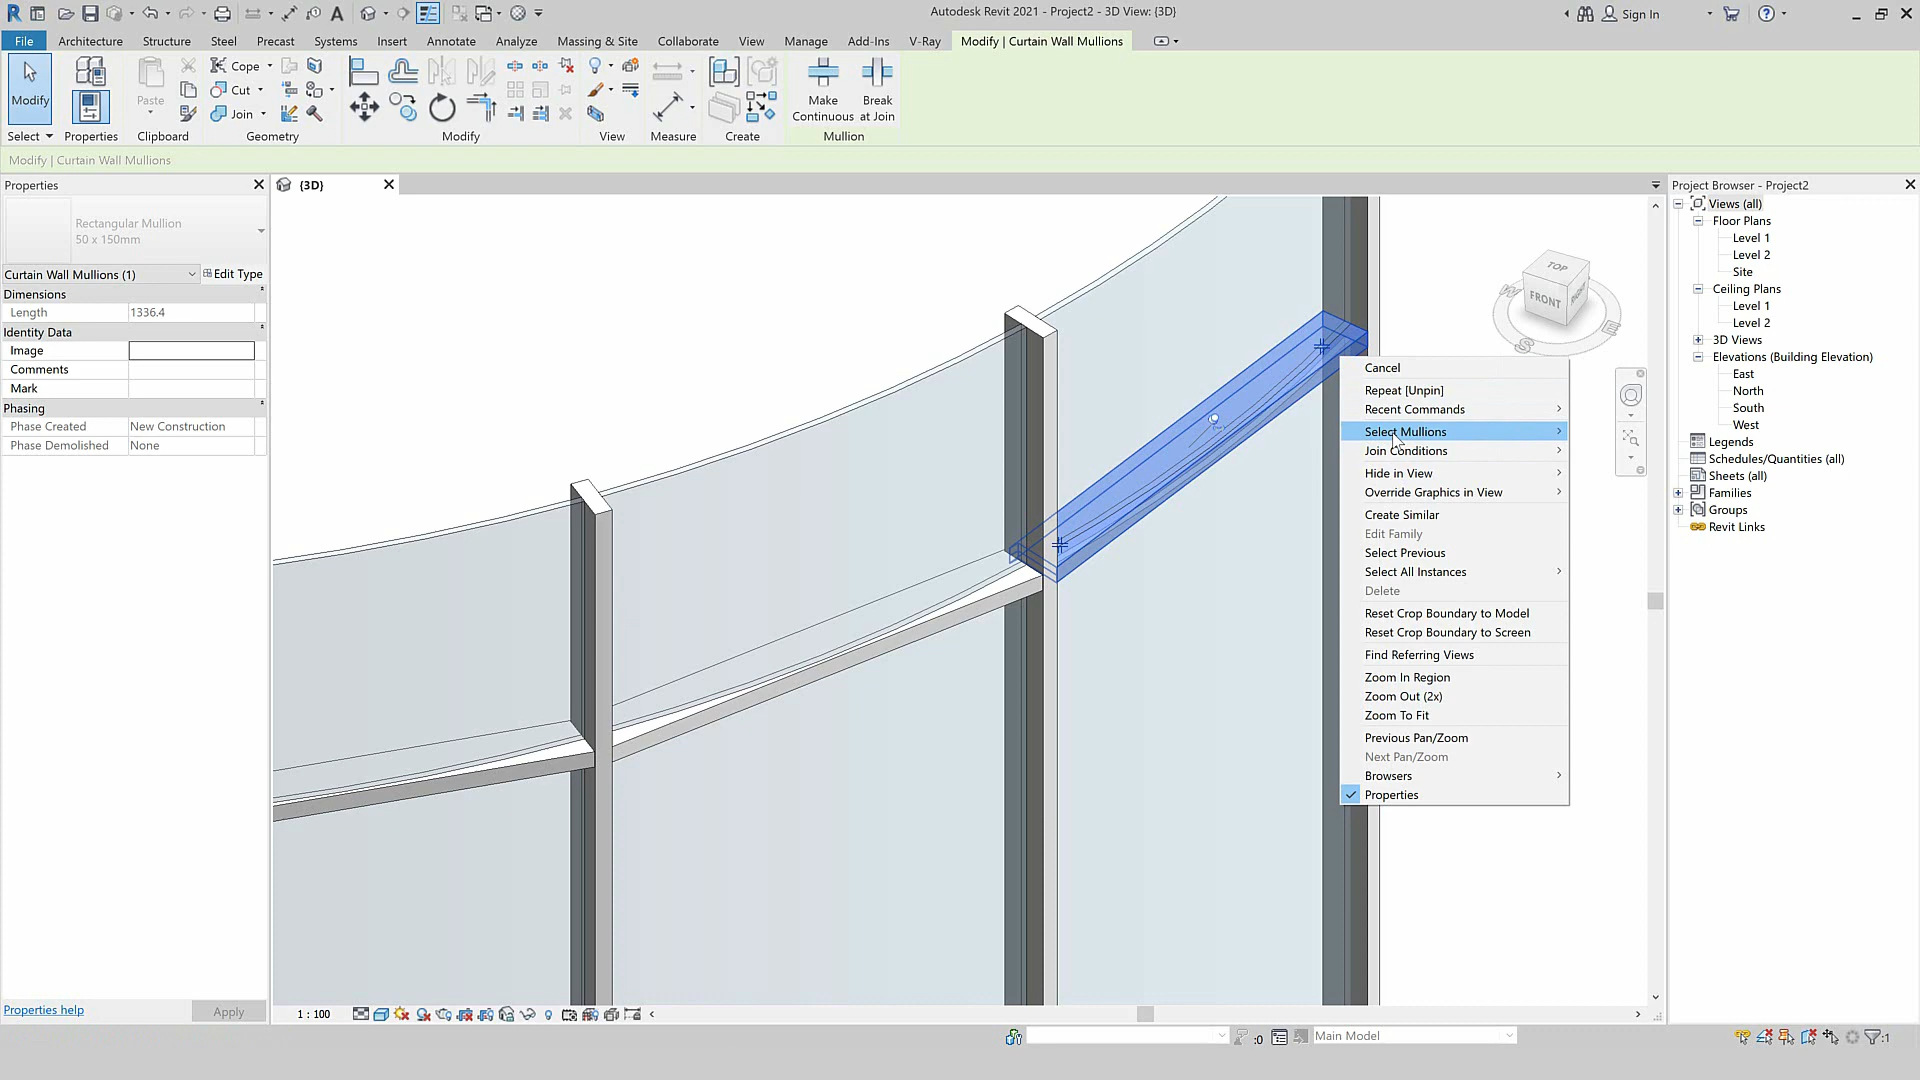 Autodesk Revit 2021 - Project2 - 3D View: {3D}
Sign In
File
Architecture
Structure
Steel
Precast
Systems
Insert
Annotate
Analyze
Massing & Site
Collaborate
View
Manage
Add-Ins
V-Ray
Modify | Curtain Wall Mullions
Modify
Paste
Cope
Cut
Join
Make
Continuous
Break
at Join
Select
Properties
Clipboard
Geometry
Modify
View
Measure
Create
Mullion
Modify | Curtain Wall Mullions
Properties
Rectangular Mullion
50 x 150mm
Curtain Wall Mullions (1)
Edit Type
Dimensions
Length 1336.4
Identity Data
Image
Comments
Mark
Phasing
Phase Created New Construction
Phase Demolished None
Properties help
Apply
{3D}
TOP
FRONT
RIGHT
W
S
E
Cancel
Repeat [Unpin]
Recent Commands
Select Mullions
Join Conditions
Hide in View
Override Graphics in View
Create Similar
Edit Family
Select Previous
Select All Instances
Delete
Reset Crop Boundary to Model
Reset Crop Boundary to Screen
Find Referring Views
Zoom In Region
Zoom Out (2x)
Zoom To Fit
Previous Pan/Zoom
Next Pan/Zoom
Browsers
Properties
Project Browser - Project2
Views (all)
Floor Plans
Level 1
Level 2
Site
Ceiling Plans
Level 1
Level 2
3D Views
Elevations (Building Elevation)
East
North
South
West
Legends
Schedules/Quantities (all)
Sheets (all)
Families
Groups
Revit Links
1 : 100
:0
Main Model
:1